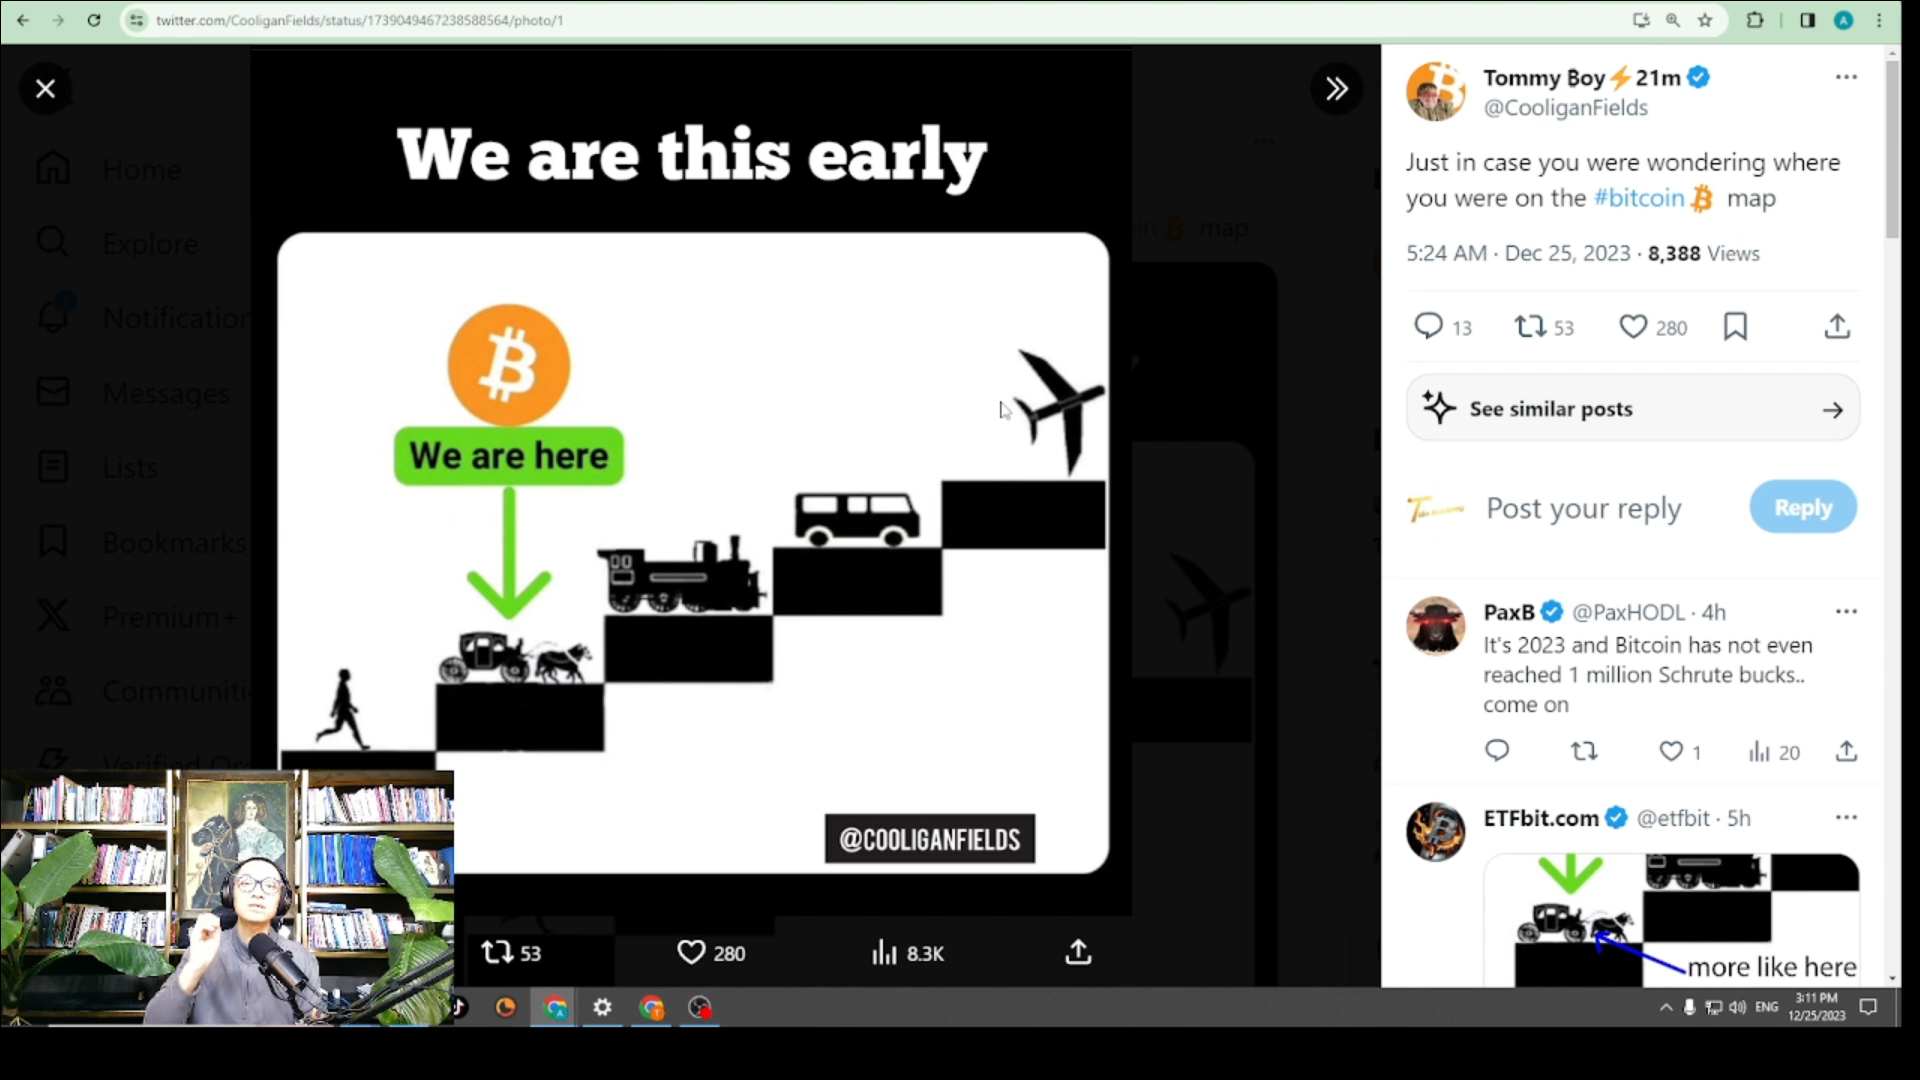 twitter.com/CooliganFields/status/1739049467238588564/photo/1
A
Home
Explore
Notification
Messages
Lists
Bookmarks
Premium+
Communiti
Verified Or
We are this early
We are here
@COOLIGANFIELDS
53
280
8.3K
map
Tommy Boy⚡21m
@CooliganFields
Just in case you were wondering where
you were on the #bitcoin map
5:24 AM · Dec 25, 2023 · 8,388 Views
13
53
280
See similar posts
Post your reply
Reply
PaxB @PaxHODL · 4h
It's 2023 and Bitcoin has not even
reached 1 million Schrute bucks..
come on
1
20
ETFbit.com @etfbit · 5h
more like here
ENG
3:11 PM
12/25/2023